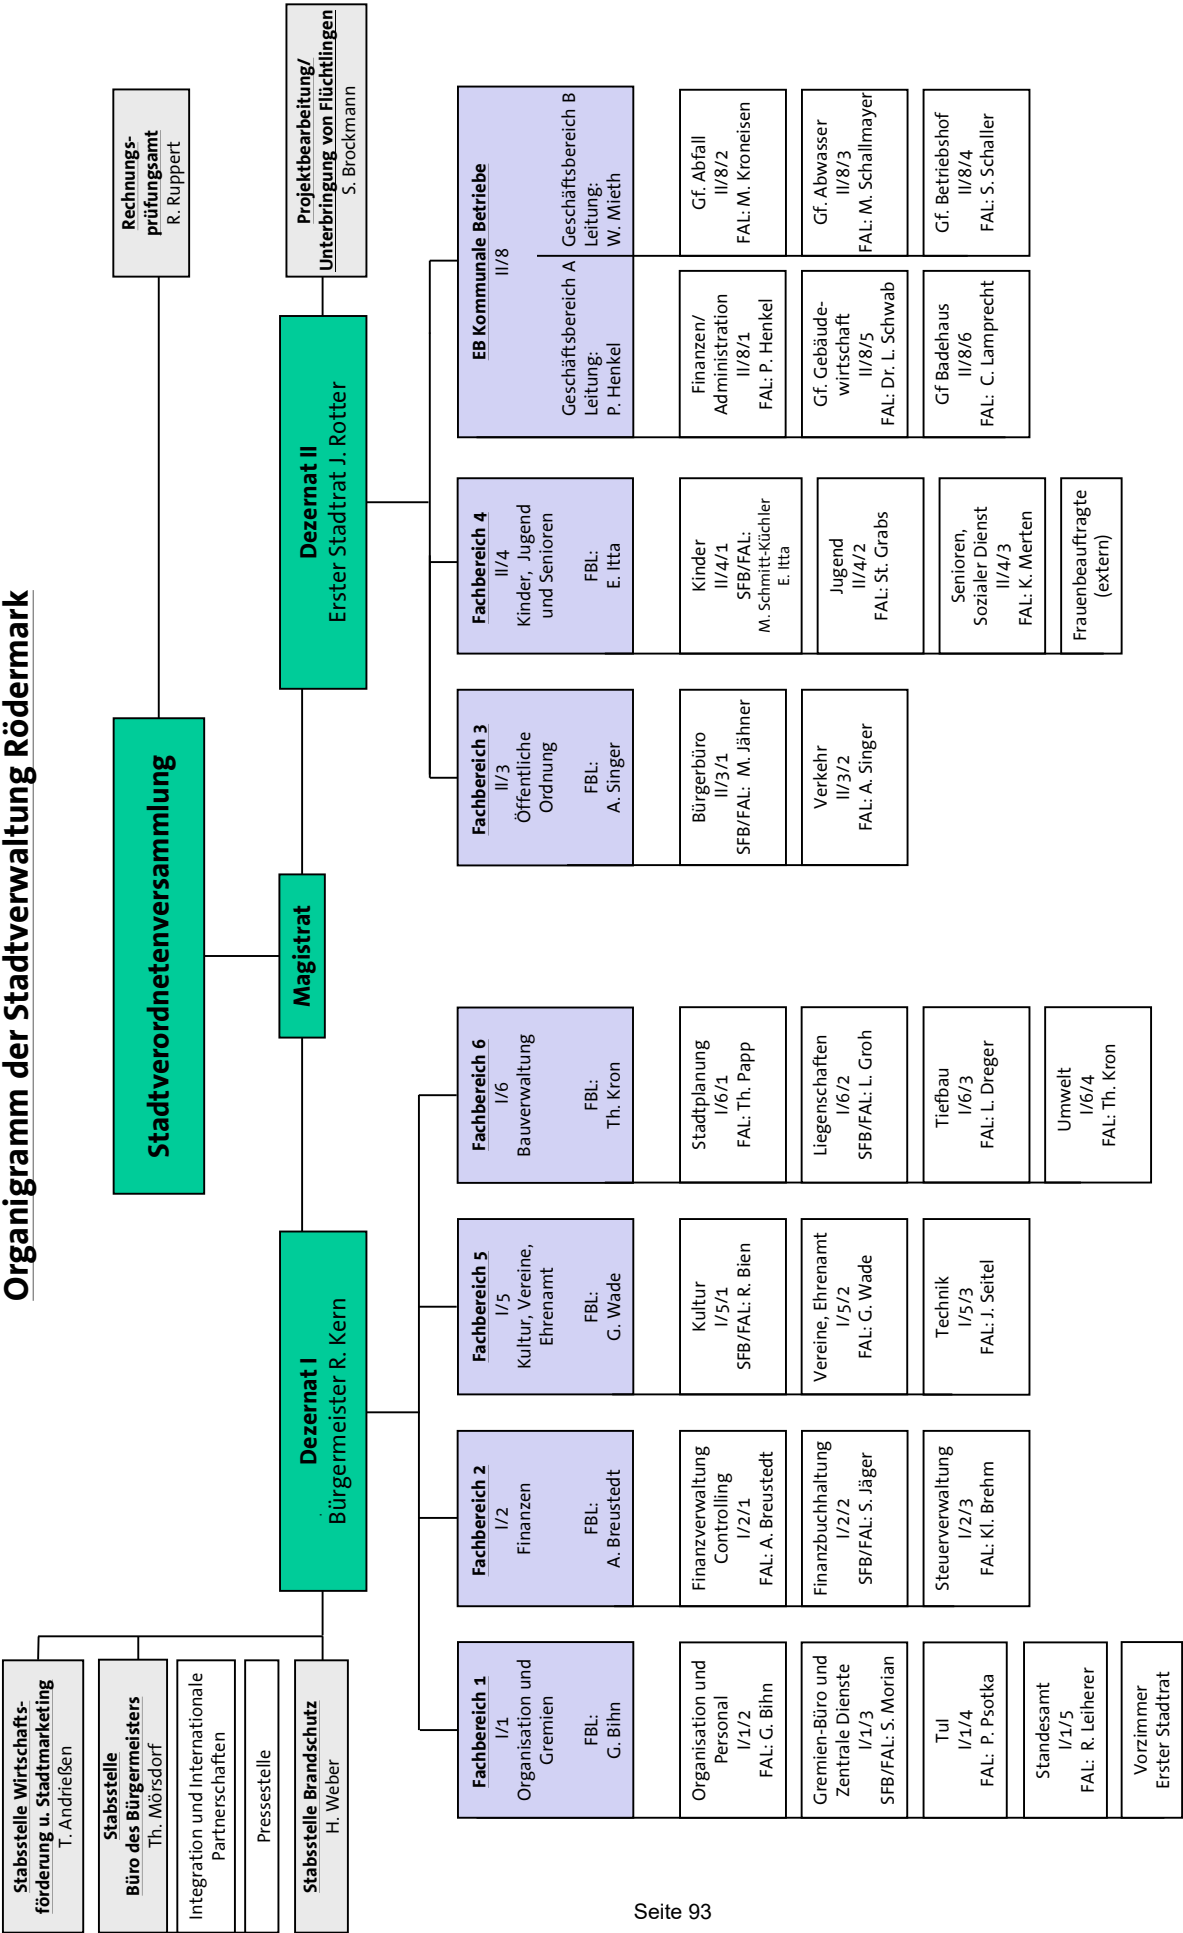 Organigramm der Stadtverwaltung Rödermark
Stadtverordnetenversammlung
Rechnungs-
prüfungsamt
R. Ruppert
Magistrat
Stabsstelle Wirtschafts-
förderung u. Stadtmarketing
T. Andrießen
Stabsstelle
Büro des Bürgermeisters
Th. Mörsdorf
Integration und Internationale
Partnerschaften
Pressestelle
Stabsstelle Brandschutz
H. Weber
Dezernat I
Bürgermeister R. Kern
Dezernat II
Erster Stadtrat J. Rotter
Projektbearbeitung/
Unterbringung von Flüchtlingen
S. Brockmann
Fachbereich 1
I/1
Organisation und
Gremien
FBL:
G. Bihn
Organisation und
Personal
I/1/2
FAL: G. Bihn
Gremien-Büro und
Zentrale Dienste
I/1/3
SFB/FAL: S. Morian
TuI
I/1/4
FAL: P. Psotka
Standesamt
I/1/5
FAL: R. Leiherer
Vorzimmer
Erster Stadtrat
Fachbereich 2
I/2
Finanzen
FBL:
A. Breustedt
Finanzverwaltung
Controlling
I/2/1
FAL: A. Breustedt
Finanzbuchhaltung
I/2/2
SFB/FAL: S. Jäger
Steuerverwaltung
I/2/3
FAL: Kl. Brehm
Fachbereich 5
I/5
Kultur, Vereine,
Ehrenamt
FBL:
G. Wade
Kultur
I/5/1
SFB/FAL: R. Bien
Vereine, Ehrenamt
I/5/2
FAL: G. Wade
Technik
I/5/3
FAL: J. Seitel
Fachbereich 6
I/6
Bauverwaltung
FBL:
Th. Kron
Stadtplanung
I/6/1
FAL: Th. Papp
Liegenschaften
I/6/2
SFB/FAL: L. Groh
Tiefbau
I/6/3
FAL: L. Dreger
Umwelt
I/6/4
FAL: Th. Kron
Fachbereich 3
II/3
Öffentliche
Ordnung
FBL:
A. Singer
Bürgerbüro
II/3/1
SFB/FAL: M. Jähner
Verkehr
II/3/2
FAL: A. Singer
Fachbereich 4
II/4
Kinder, Jugend
und Senioren
FBL:
E. Itta
Kinder
II/4/1
SFB/FAL:
M. Schmitt-Küchler
E. Itta
Jugend
II/4/2
FAL: St. Grabs
Senioren,
Sozialer Dienst
II/4/3
FAL: K. Merten
Frauenbeauftragte
(extern)
EB Kommunale Betriebe
II/8
Geschäftsbereich A
Leitung:
P. Henkel
Geschäftsbereich B
Leitung:
W. Mieth
Finanzen/
Administration
II/8/1
FAL: P. Henkel
Gf. Gebäude-
wirtschaft
II/8/5
FAL: Dr. L. Schwab
Gf Badehaus
II/8/6
FAL: C. Lamprecht
Gf. Abfall
II/8/2
FAL: M. Kroneisen
Gf. Abwasser
II/8/3
FAL: M. Schallmayer
Gf. Betriebshof
II/8/4
FAL: S. Schaller
Seite 93